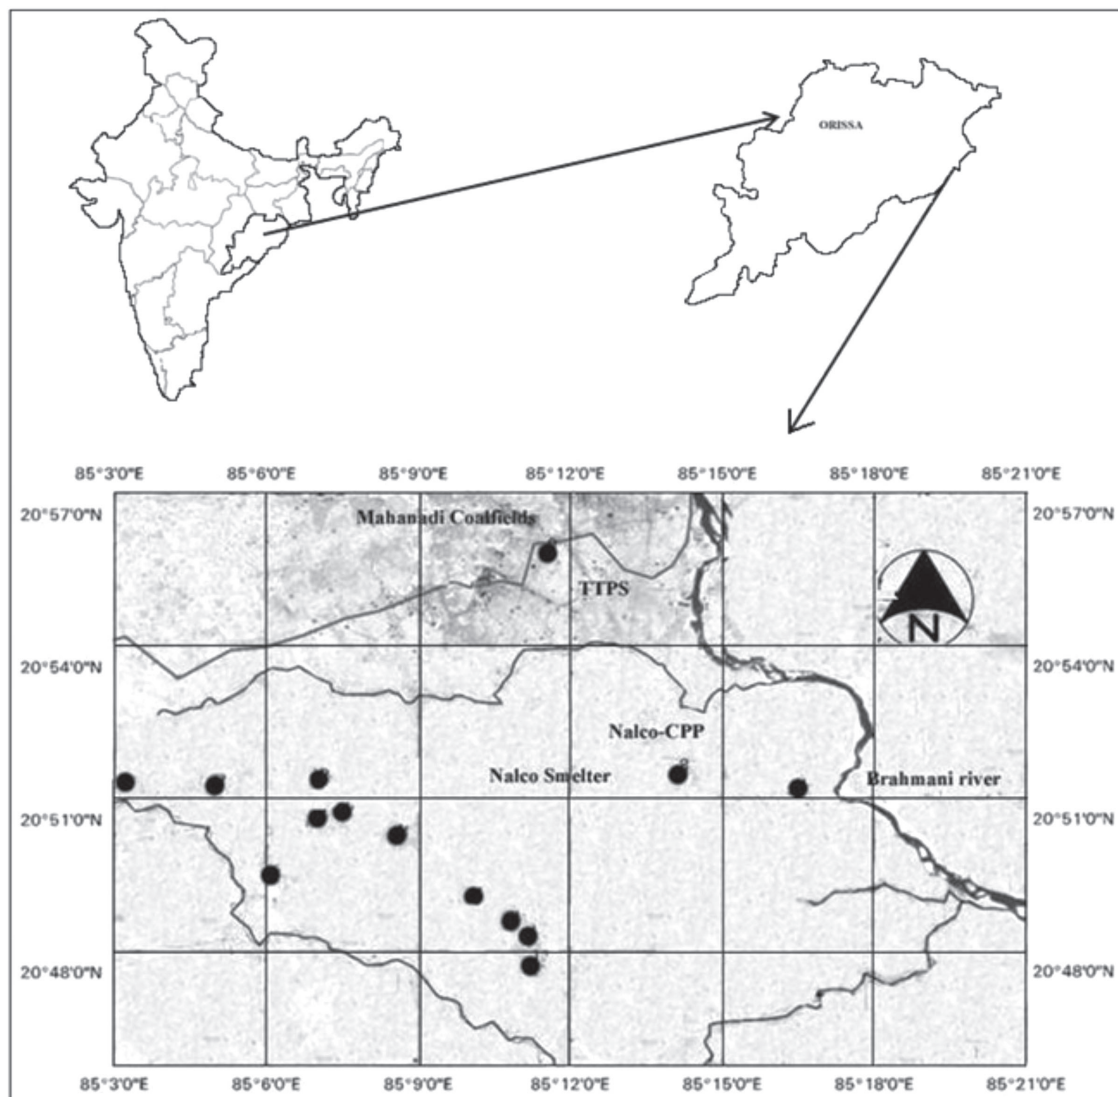 ORISSA
85°3'0"E 85°6'0"E 85°9'0"E 85°12'0"E 85°15'0"E 85°18'0"E 85°21'0"E
20°57'0"N Mahanadi Coalfields 20°57'0"N
TTPS
N
20°54'0"N 20°54'0"N
Nalco-CPP
Nalco Smelter Brahmani river
20°51'0"N 20°51'0"N
20°48'0"N 20°48'0"N
85°3'0"E 85°6'0"E 85°9'0"E 85°12'0"E 85°15'0"E 85°18'0"E 85°21'0"E